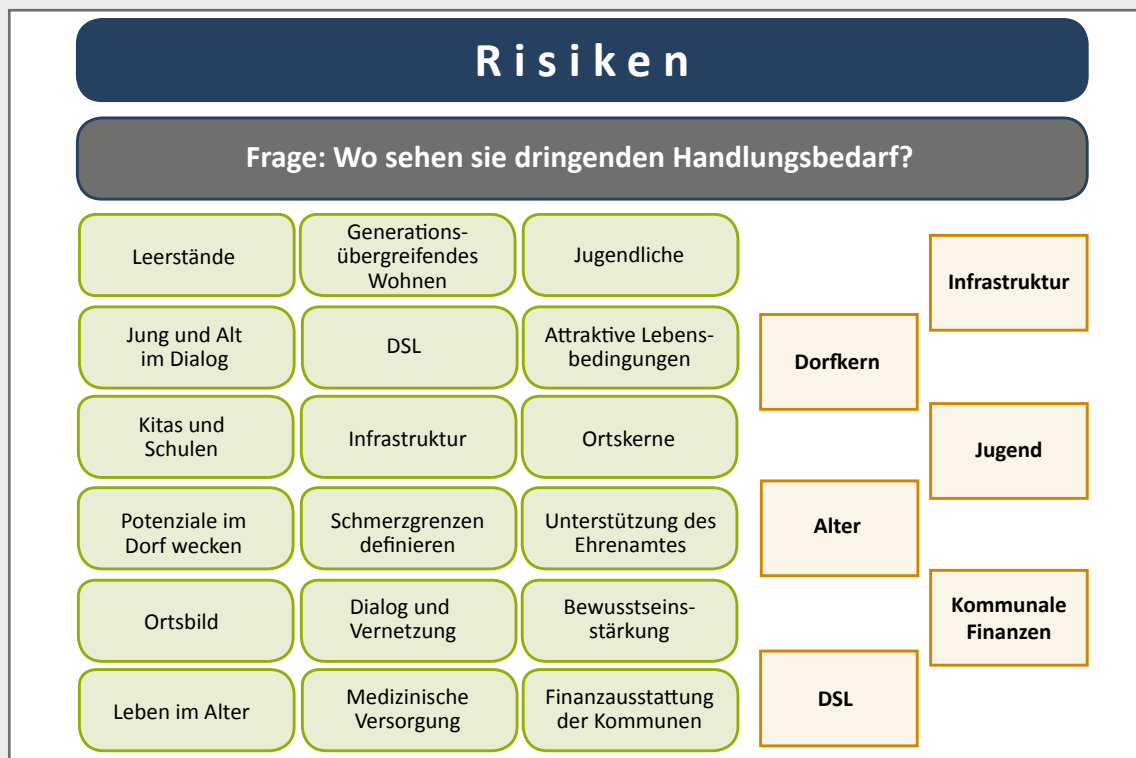 Risiken
Frage: Wo sehen sie dringenden Handlungsbedarf?
Leerstände
Generations-
übergreifendes
Wohnen
Jugendliche
Jung und Alt
im Dialog
DSL
Attraktive Lebens-
bedingungen
Kitas und
Schulen
Infrastruktur
Ortskerne
Potenziale im
Dorf wecken
Schmerzgrenzen
definieren
Unterstützung des
Ehrenamtes
Ortsbild
Dialog und
Vernetzung
Bewusstseins-
stärkung
Leben im Alter
Medizinische
Versorgung
Finanzausstattung
der Kommunen
Infrastruktur
Dorfkern
Jugend
Alter
Kommunale
Finanzen
DSL